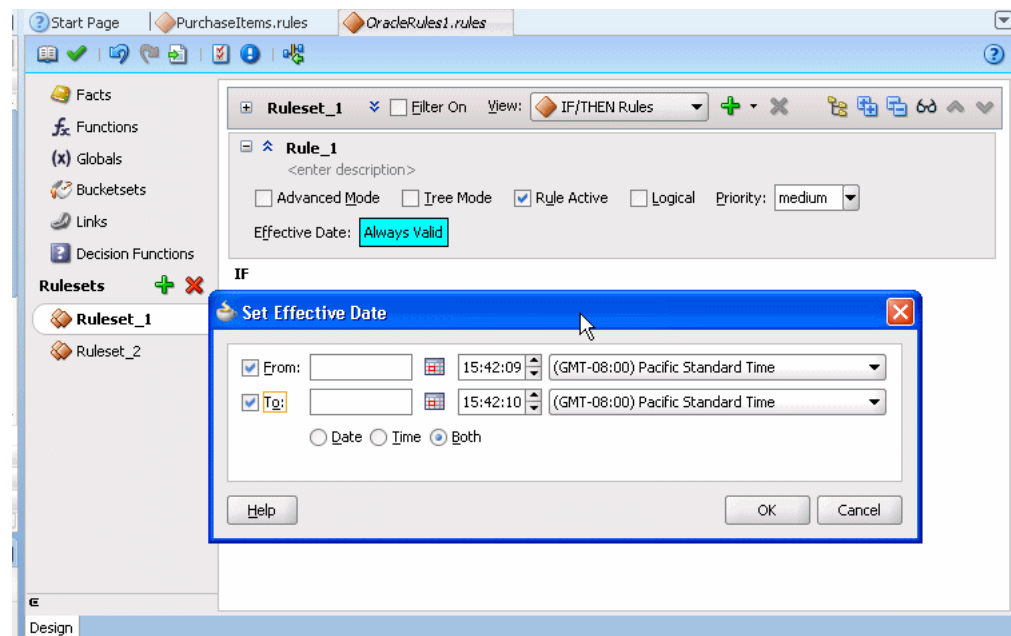 Start Page PurchaseItems.rules OracleRules1.rules
Facts
Functions
Globals
Bucketsets
Links
Decision Functions
Rulesets
Ruleset_1
Ruleset_2
Ruleset_1 Filter On View: IF/THEN Rules
Rule_1
<enter description>
Advanced Mode Tree Mode Rule Active Logical Priority: medium
Effective Date: Always Valid
IF
Set Effective Date
From: 15:42:09 (GMT-08:00) Pacific Standard Time
To: 15:42:10 (GMT-08:00) Pacific Standard Time
Date Time Both
Help OK Cancel
Design